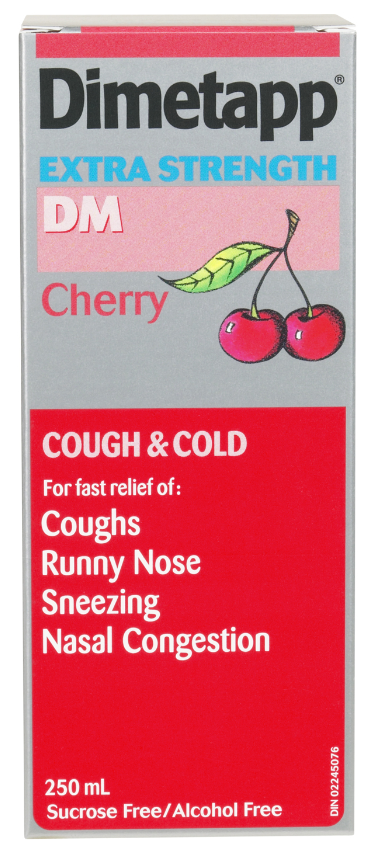 Dimetapp®
EXTRA STRENGTH
DM
Cherry
COUGH & COLD
For fast relief of:
Coughs
Runny Nose
Sneezing
Nasal Congestion
250 mL
Sucrose Free/Alcohol Free
DIN 02245076